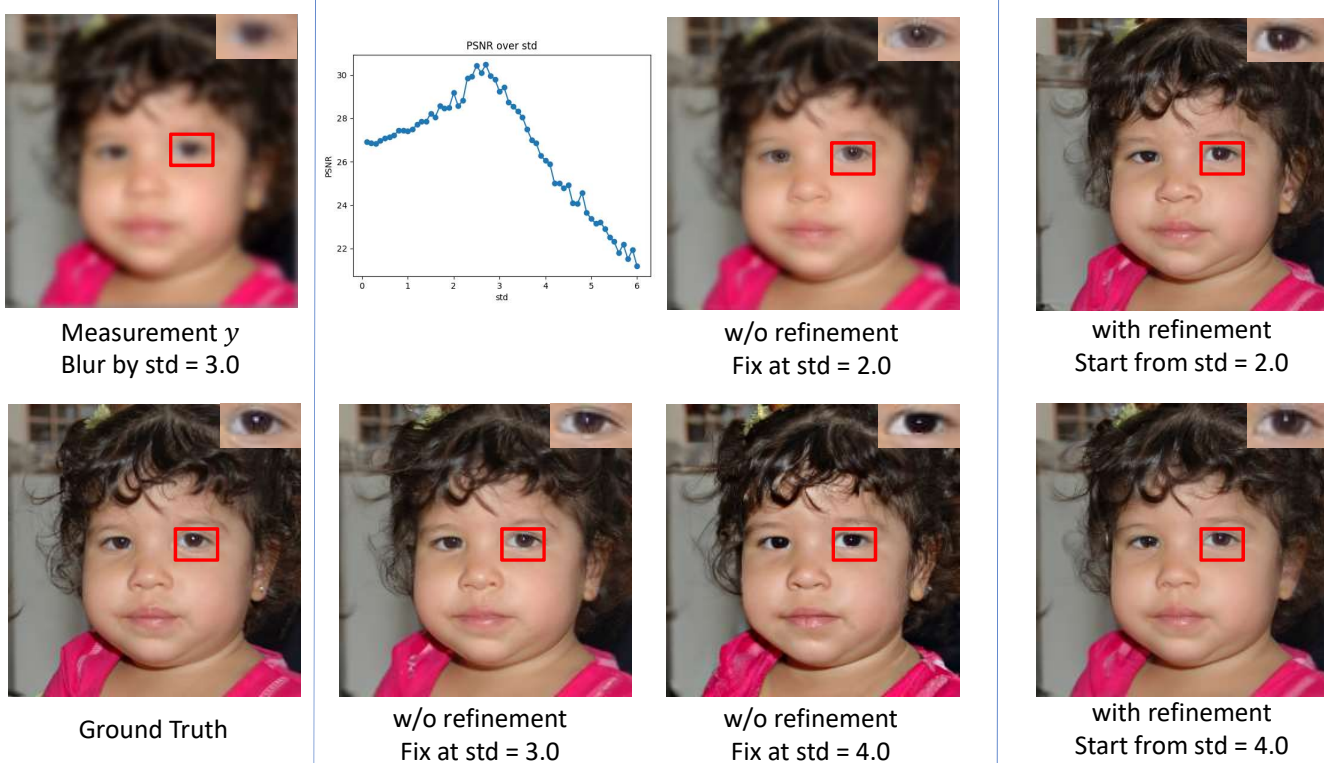 PSNR over std
PSNR
30
28
26
24
22
0 1 2 3 4 5 6
std
Measurement y
Blur by std = 3.0
w/o refinement
Fix at std = 2.0
with refinement
Start from std = 2.0
Ground Truth
w/o refinement
Fix at std = 3.0
w/o refinement
Fix at std = 4.0
with refinement
Start from std = 4.0